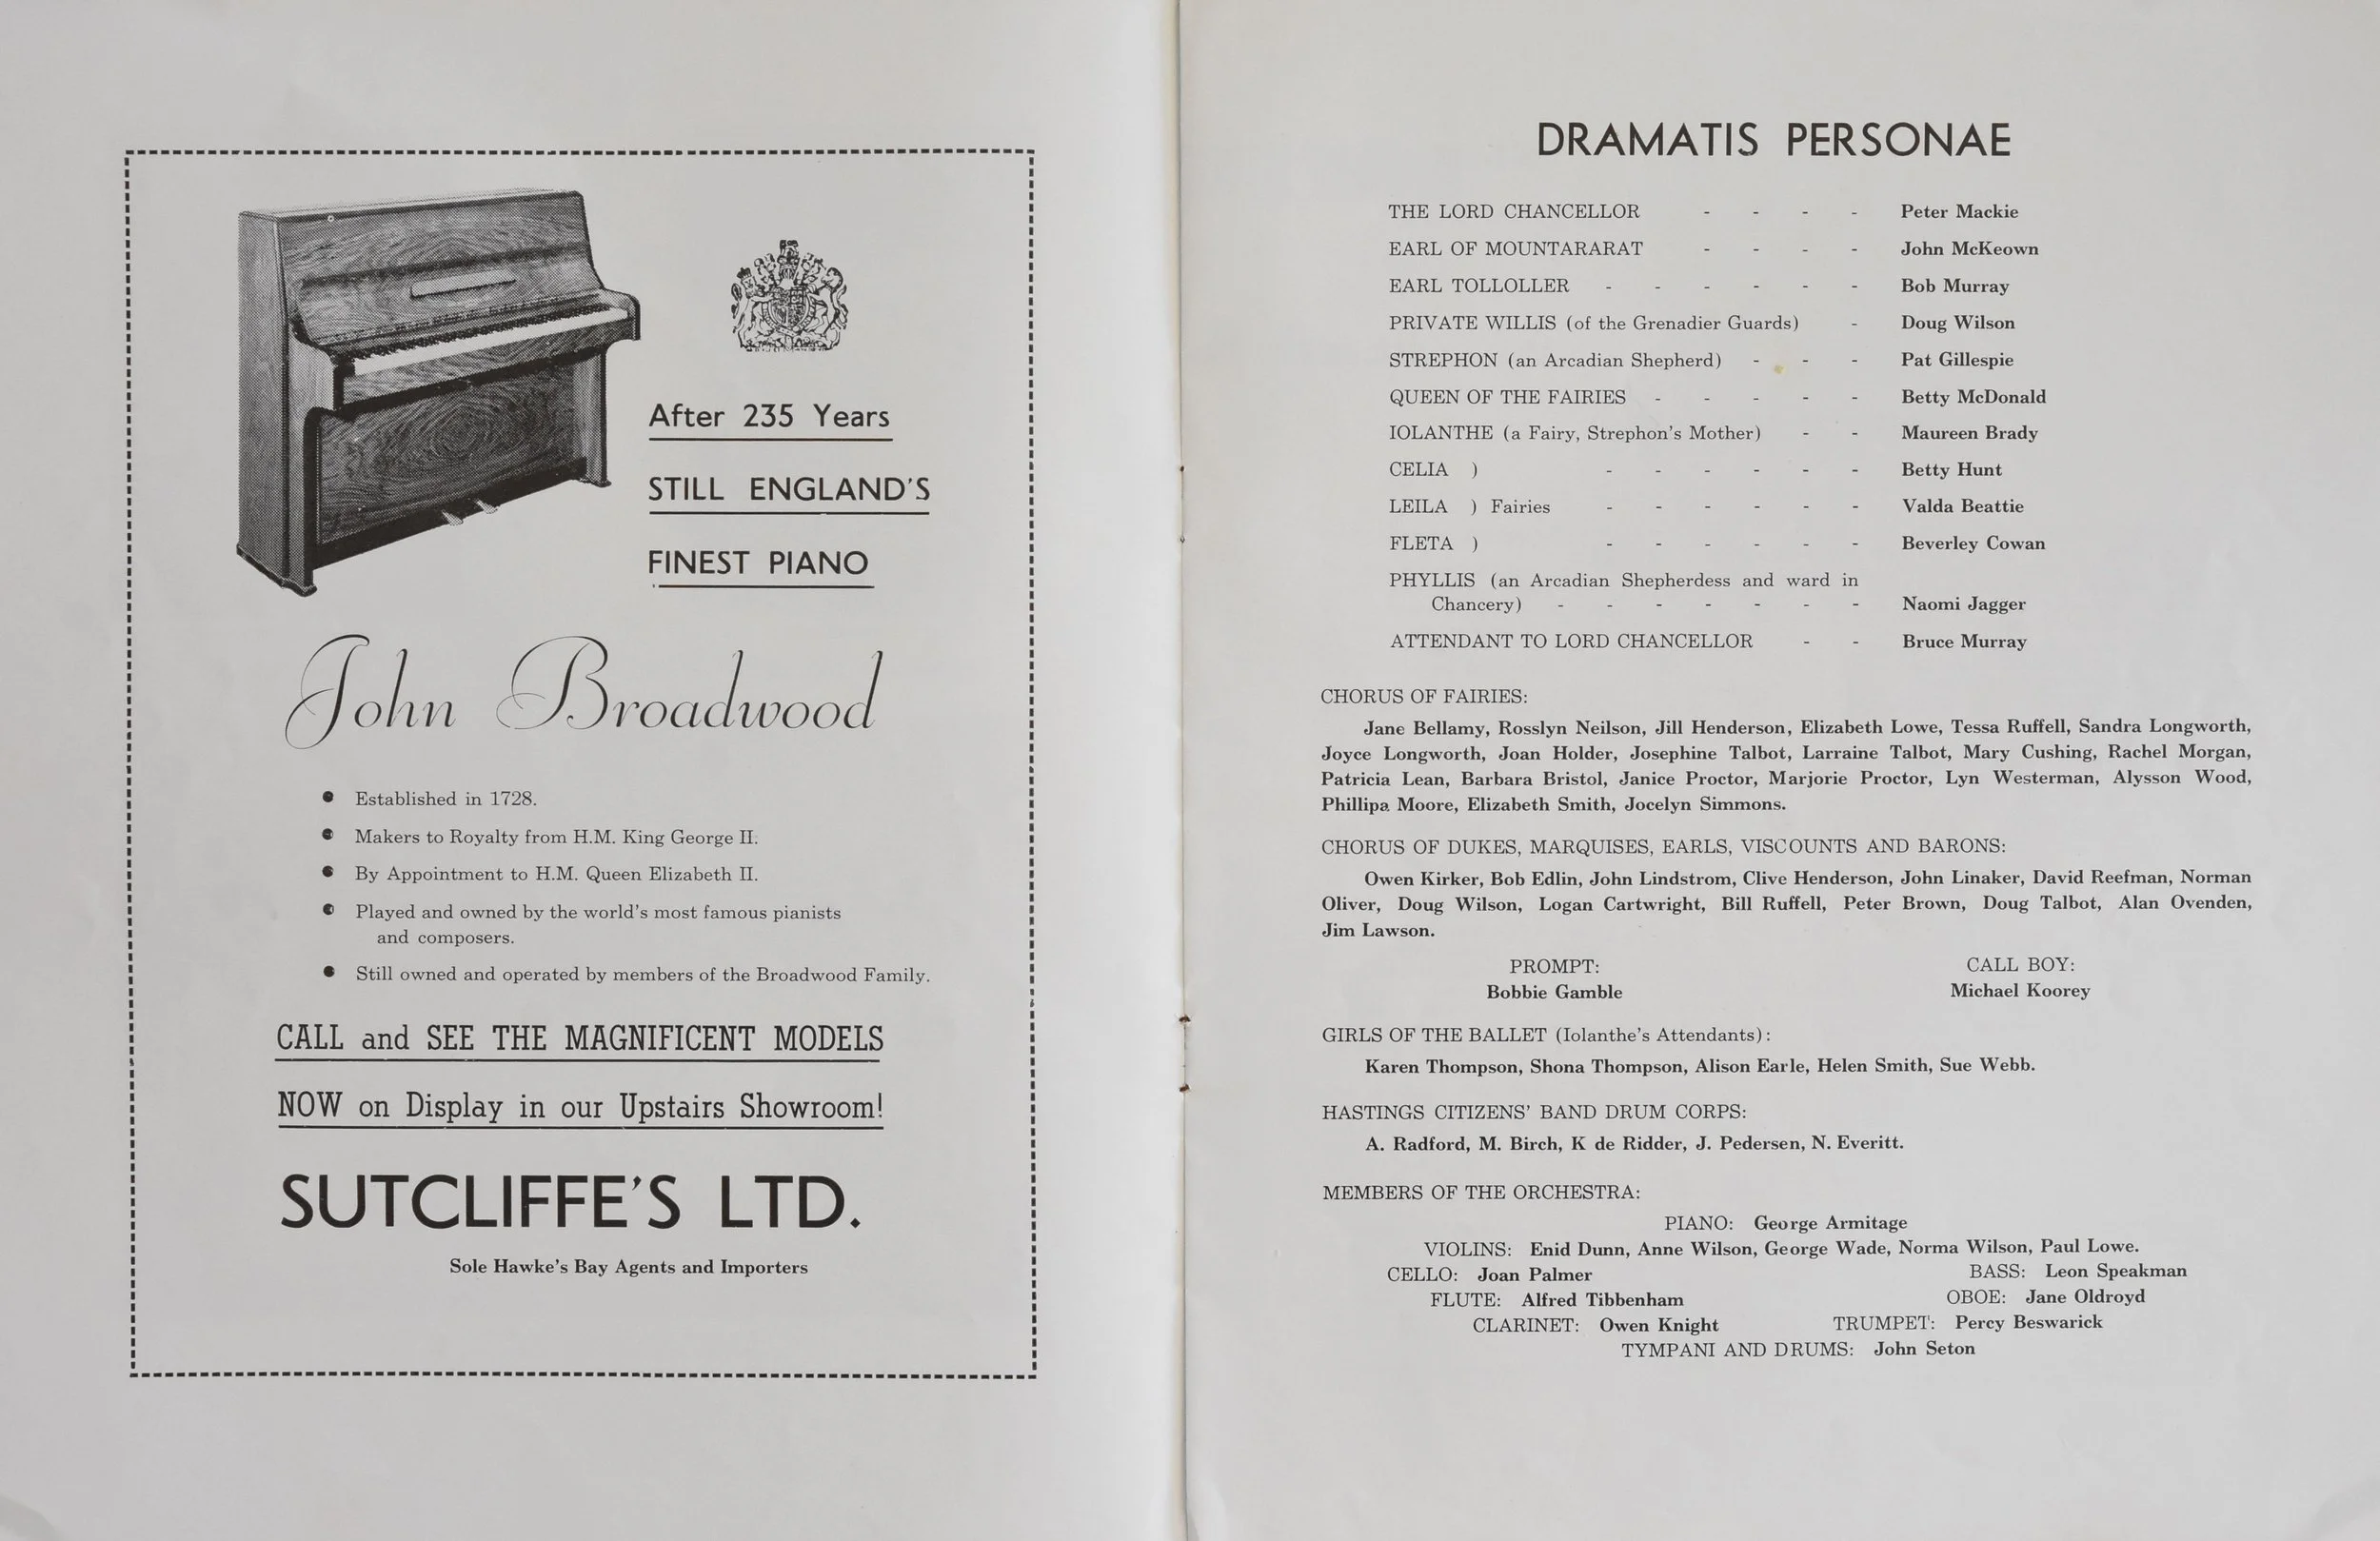 After 235 Years
STILL ENGLAND'S
FINEST PIANO
John Broadwood
● Established in 1728.
● Makers to Royalty from H.M. King George II.
● By Appointment to H.M. Queen Elizabeth II.
● Played and owned by the world's most famous pianists
and composers.
● Still owned and operated by members of the Broadwood Family.
CALL and SEE THE MAGNIFICENT MODELS
NOW on Display in our Upstairs Showroom!
SUTCLIFFE'S LTD.
Sole Hawke's Bay Agents and Importers
DRAMATIS PERSONAE
THE LORD CHANCELLOR - - - - Peter Mackie
EARL OF MOUNTARARAT - - - - John McKeown
EARL TOLLOLLER - - - - - - Bob Murray
PRIVATE WILLIS (of the Grenadier Guards) - Doug Wilson
STREPHON (an Arcadian Shepherd) - - - Pat Gillespie
QUEEN OF THE FAIRIES - - - - - Betty McDonald
IOLANTHE (a Fairy, Strephon's Mother) - - Maureen Brady
CELIA ) - - - - - - Betty Hunt
LEILA ) Fairies - - - - - - Valda Beattie
FLETA ) - - - - - - Beverley Cowan
PHYLLIS (an Arcadian Shepherdess and ward in
Chancery) - - - - - - - Naomi Jagger
ATTENDANT TO LORD CHANCELLOR - - Bruce Murray
CHORUS OF FAIRIES:
Jane Bellamy, Rosslyn Neilson, Jill Henderson, Elizabeth Lowe, Tessa Ruffell, Sandra Longworth,
Joyce Longworth, Joan Holder, Josephine Talbot, Larraine Talbot, Mary Cushing, Rachel Morgan,
Patricia Lean, Barbara Bristol, Janice Proctor, Marjorie Proctor, Lyn Westerman, Alysson Wood,
Phillipa Moore, Elizabeth Smith, Jocelyn Simmons.
CHORUS OF DUKES, MARQUISES, EARLS, VISCOUNTS AND BARONS:
Owen Kirker, Bob Edlin, John Lindstrom, Clive Henderson, John Linaker, David Reefman, Norman
Oliver, Doug Wilson, Logan Cartwright, Bill Ruffell, Peter Brown, Doug Talbot, Alan Ovenden,
Jim Lawson.
PROMPT: CALL BOY:
Bobbie Gamble Michael Koorey
GIRLS OF THE BALLET (Iolanthe's Attendants):
Karen Thompson, Shona Thompson, Alison Earle, Helen Smith, Sue Webb.
HASTINGS CITIZENS' BAND DRUM CORPS:
A. Radford, M. Birch, K de Ridder, J. Pedersen, N. Everitt.
MEMBERS OF THE ORCHESTRA:
PIANO: George Armitage
VIOLINS: Enid Dunn, Anne Wilson, George Wade, Norma Wilson, Paul Lowe.
CELLO: Joan Palmer BASS: Leon Speakman
FLUTE: Alfred Tibbenham OBOE: Jane Oldroyd
CLARINET: Owen Knight TRUMPET: Percy Beswarick
TYMPANI AND DRUMS: John Seton